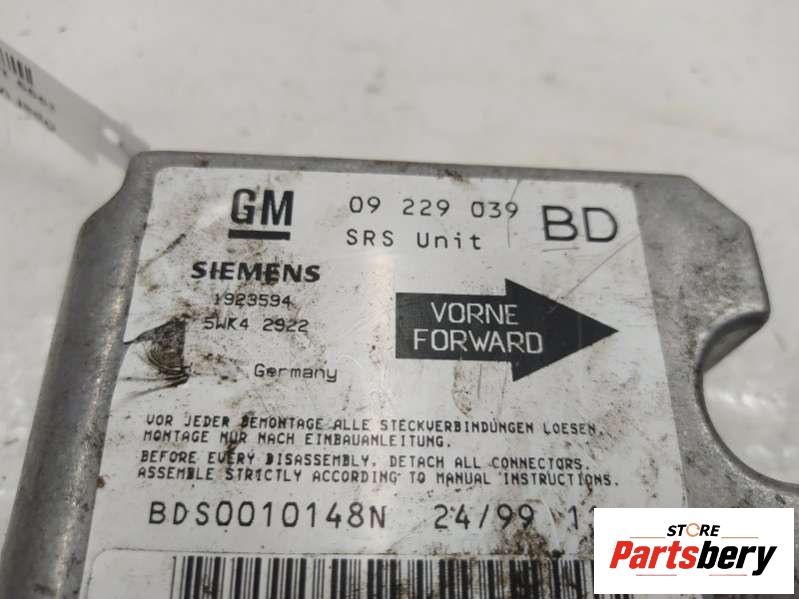 GM 09 229 039 BD
SRS Unit
SIEMENS
1923594
5WK4 2922
VORNE
FORWARD
Germany
VOR JEDER DEMONTAGE ALLE STECKVERBINDUNGEN LOESEN.
MONTAGE NUR NACH EINBAUANLEITUNG.
BEFORE EVERY DISASSEMBLY, DETACH ALL CONNECTORS.
ASSEMBLE STRICTLY ACCORDING TO MANUAL INSTRUCTIONS.
BDS0010148N 24/99
STORE
Partsbery